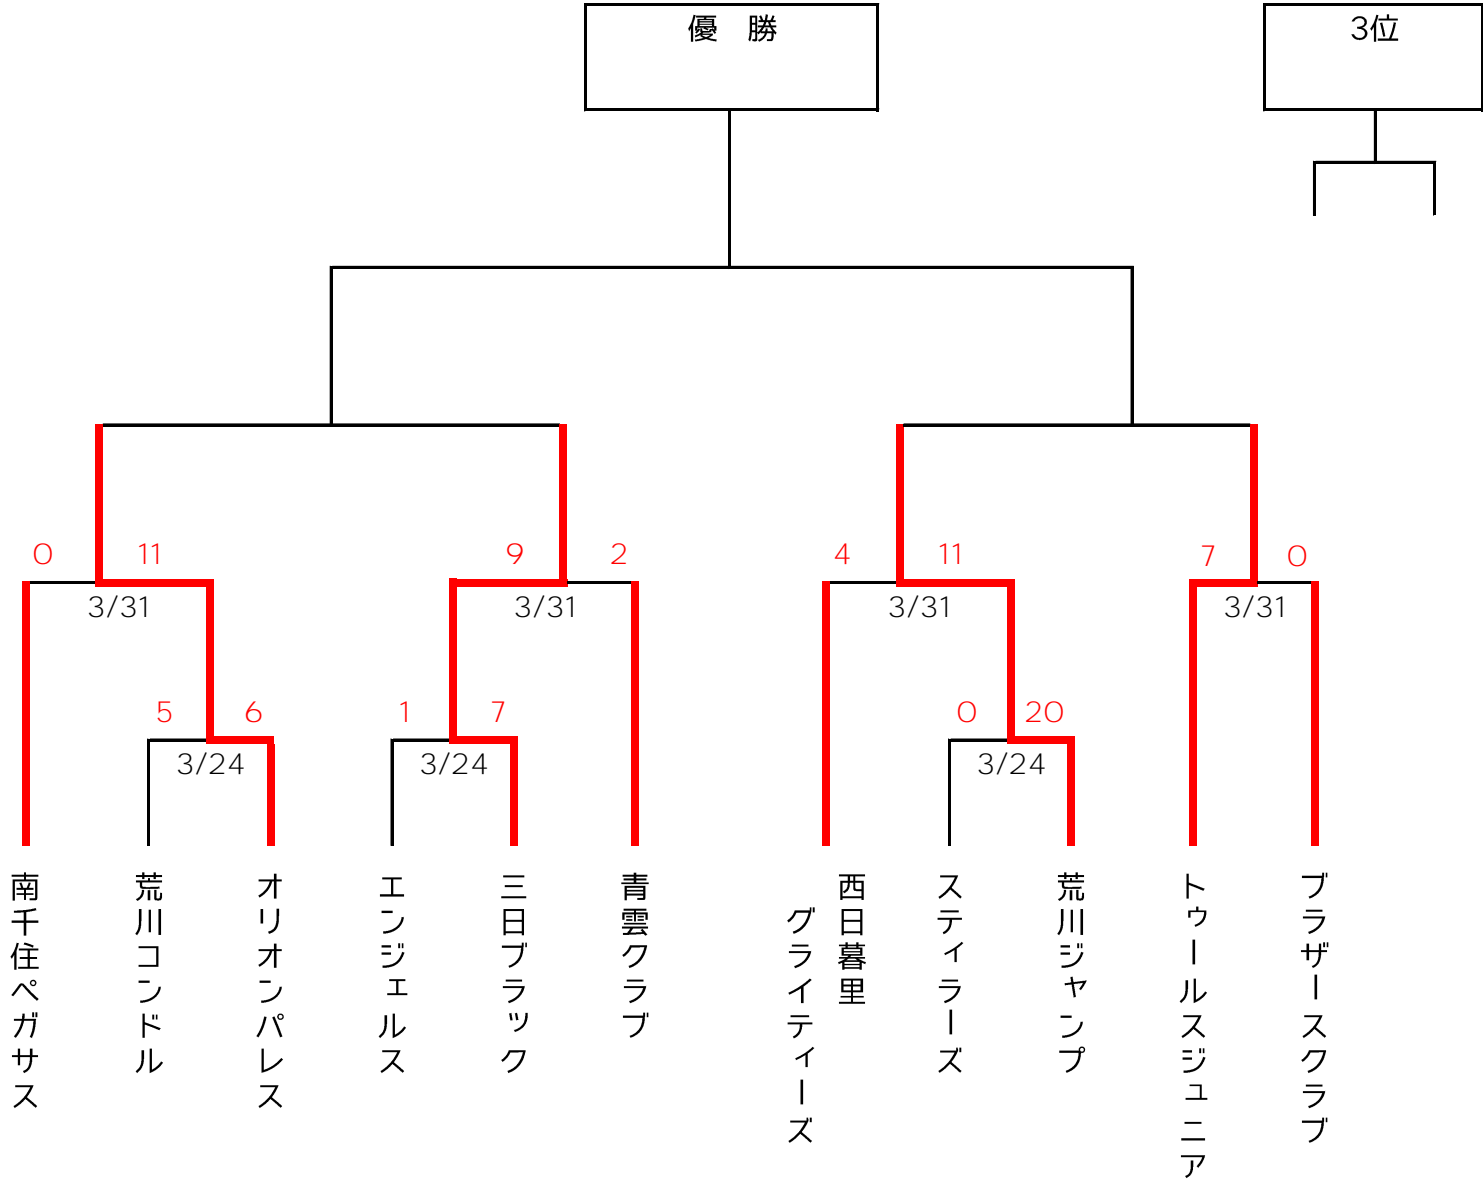 優　勝
3位
0
11
9
2
4
11
7
0
3/31
3/31
3/31
3/31
5
6
1
7
0
20
3/24
3/24
3/24
南千住ペガサス
荒川コンドル
オリオンパレス
エンジェルス
三日ブラック
青雲クラブ
西日暮里
グライティーズ
スティラーズ
荒川ジャンプ
トゥールスジュニア
ブラザースクラブ